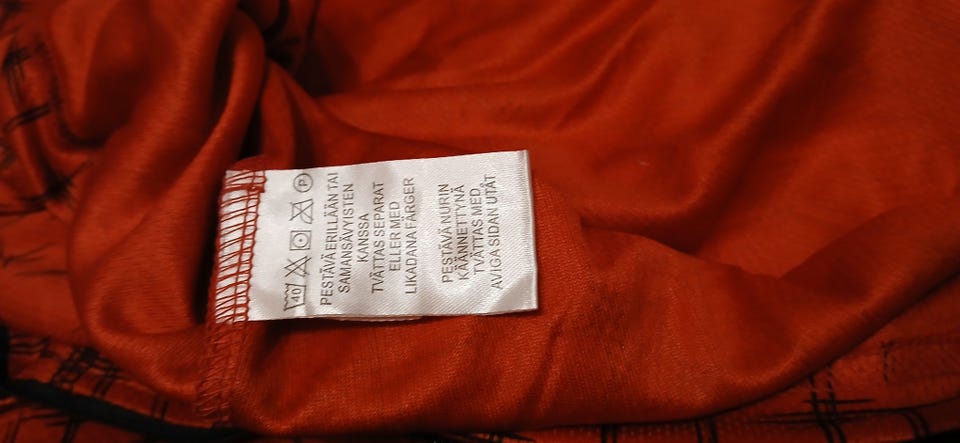 40 P
PESTÄVÄ ERILLÄÄN TAI
SAMANSÄVYISTEN
KANSSA
TVÄTTAS SEPARAT
ELLER MED
LIKADANA FÄRGER
PESTÄVÄ NURIN
KÄÄNNETTYNÄ
TVÄTTAS MED
AVIGA SIDAN UTÅT